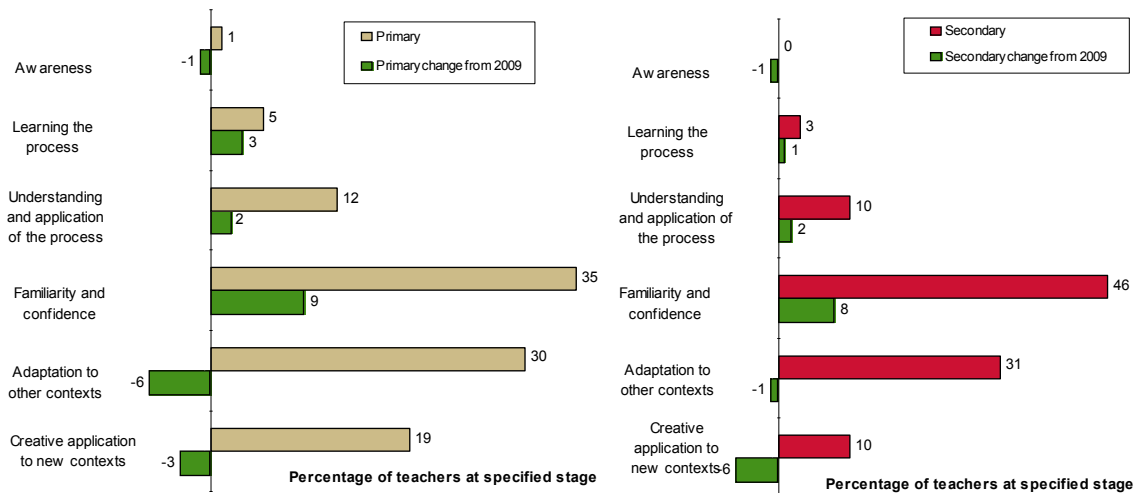 Primary
Primary change from 2009
1
-1
Awareness
5
Learning the
process
3
12
Understanding
and application
of the process
2
35
Familiarity and
confidence
9
30
Adaptation to
other contexts
-6
19
Creative application
to new contexts
-3
Percentage of teachers at specified stage
Secondary
Secondary change from 2009
0
-1
Awareness
3
Learning the
process
1
10
Understanding
and application of
the process
2
46
Familiarity and
confidence
8
31
Adaptation to
other contexts
-1
Creative
application
to new contexts
10
-6
Percentage of teachers at specified stage